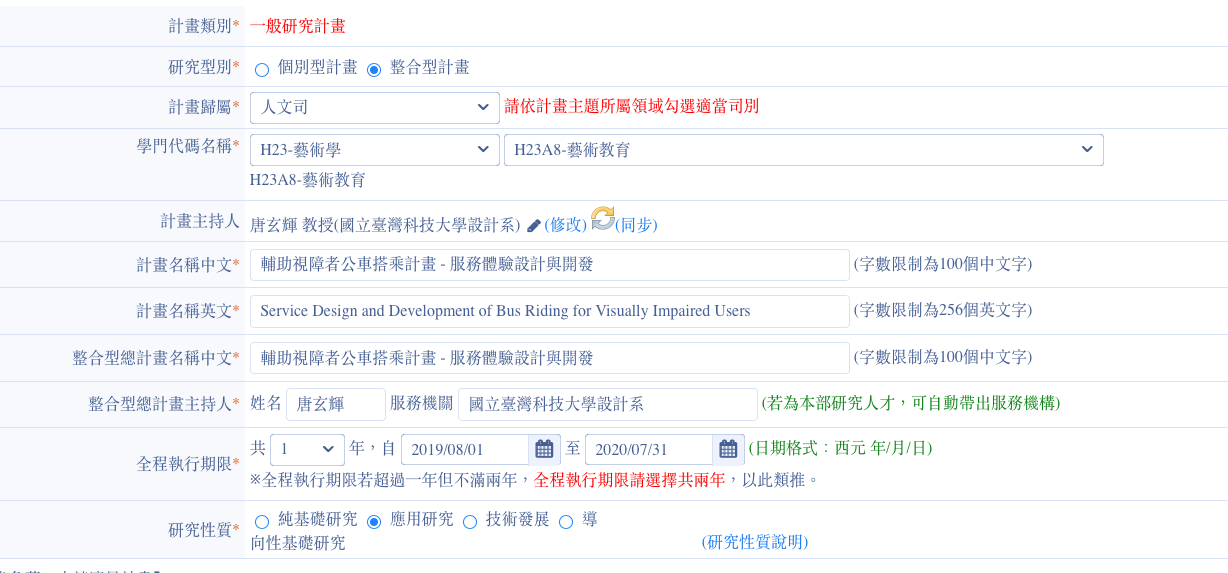 計畫類別* 一般研究計畫
研究型別* 個別型計畫 整合型計畫
計畫歸屬* 人文司 請依計畫主題所屬領域勾選適當司別
學門代碼名稱* H23-藝術學 H23A8-藝術教育
H23A8-藝術教育
計畫主持人 唐玄輝 教授(國立臺灣科技大學設計系) (修改) (同步)
計畫名稱中文* 輔助視障者公車搭乘計畫 - 服務體驗設計與開發 (字數限制為100個中文字)
計畫名稱英文* Service Design and Development of Bus Riding for Visually Impaired Users (字數限制為256個英文字)
整合型總計畫名稱中文* 輔助視障者公車搭乘計畫 - 服務體驗設計與開發 (字數限制為100個中文字)
整合型總計畫主持人* 姓名 唐玄輝 服務機關 國立臺灣科技大學設計系 (若為本部研究人才，可自動帶出服務機構)
全程執行期限* 共 1 年，自 2019/08/01 至 2020/07/31 (日期格式：西元 年/月/日)
※全程執行期限若超過一年但不滿兩年，全程執行期限請選擇共兩年，以此類推。
研究性質* 純基礎研究 應用研究 技術發展 導
向性基礎研究 (研究性質說明)